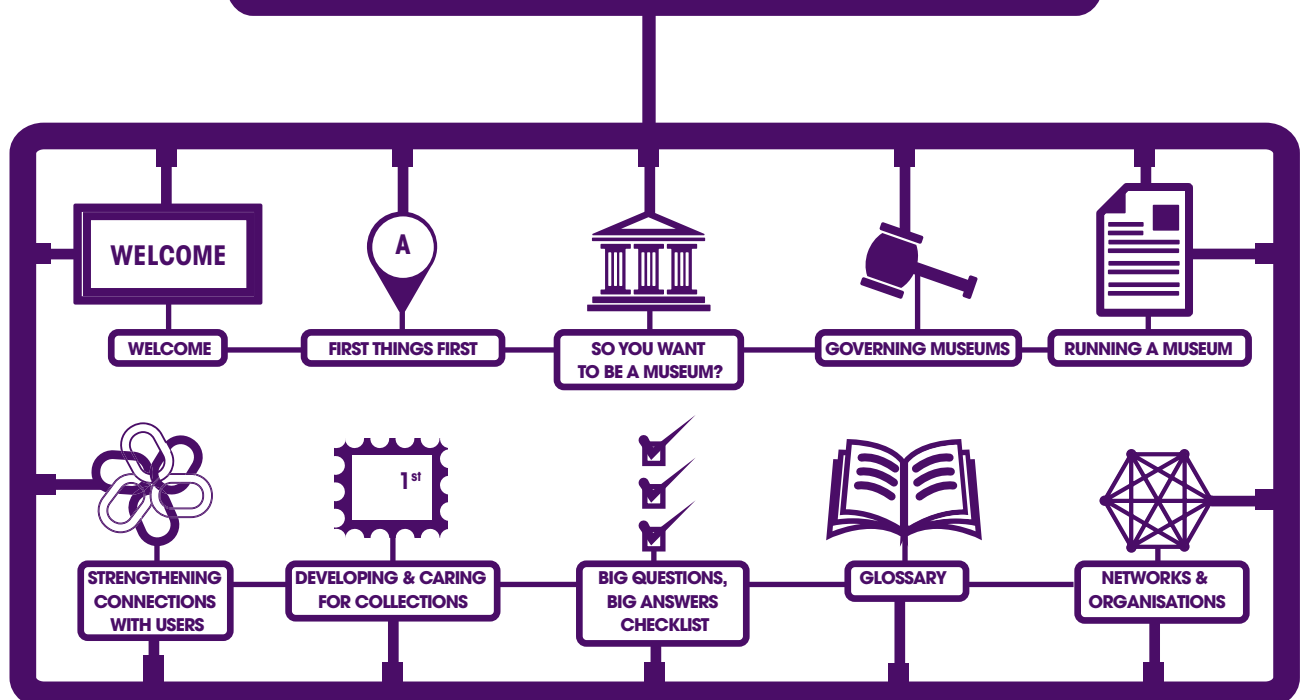 WELCOME
A
WELCOME
FIRST THINGS FIRST
SO YOU WANT
TO BE A MUSEUM?
GOVERNING MUSEUMS
RUNNING A MUSEUM
1st
STRENGTHENING
CONNECTIONS
WITH USERS
DEVELOPING & CARING
FOR COLLECTIONS
BIG QUESTIONS,
BIG ANSWERS
CHECKLIST
GLOSSARY
NETWORKS &
ORGANISATIONS